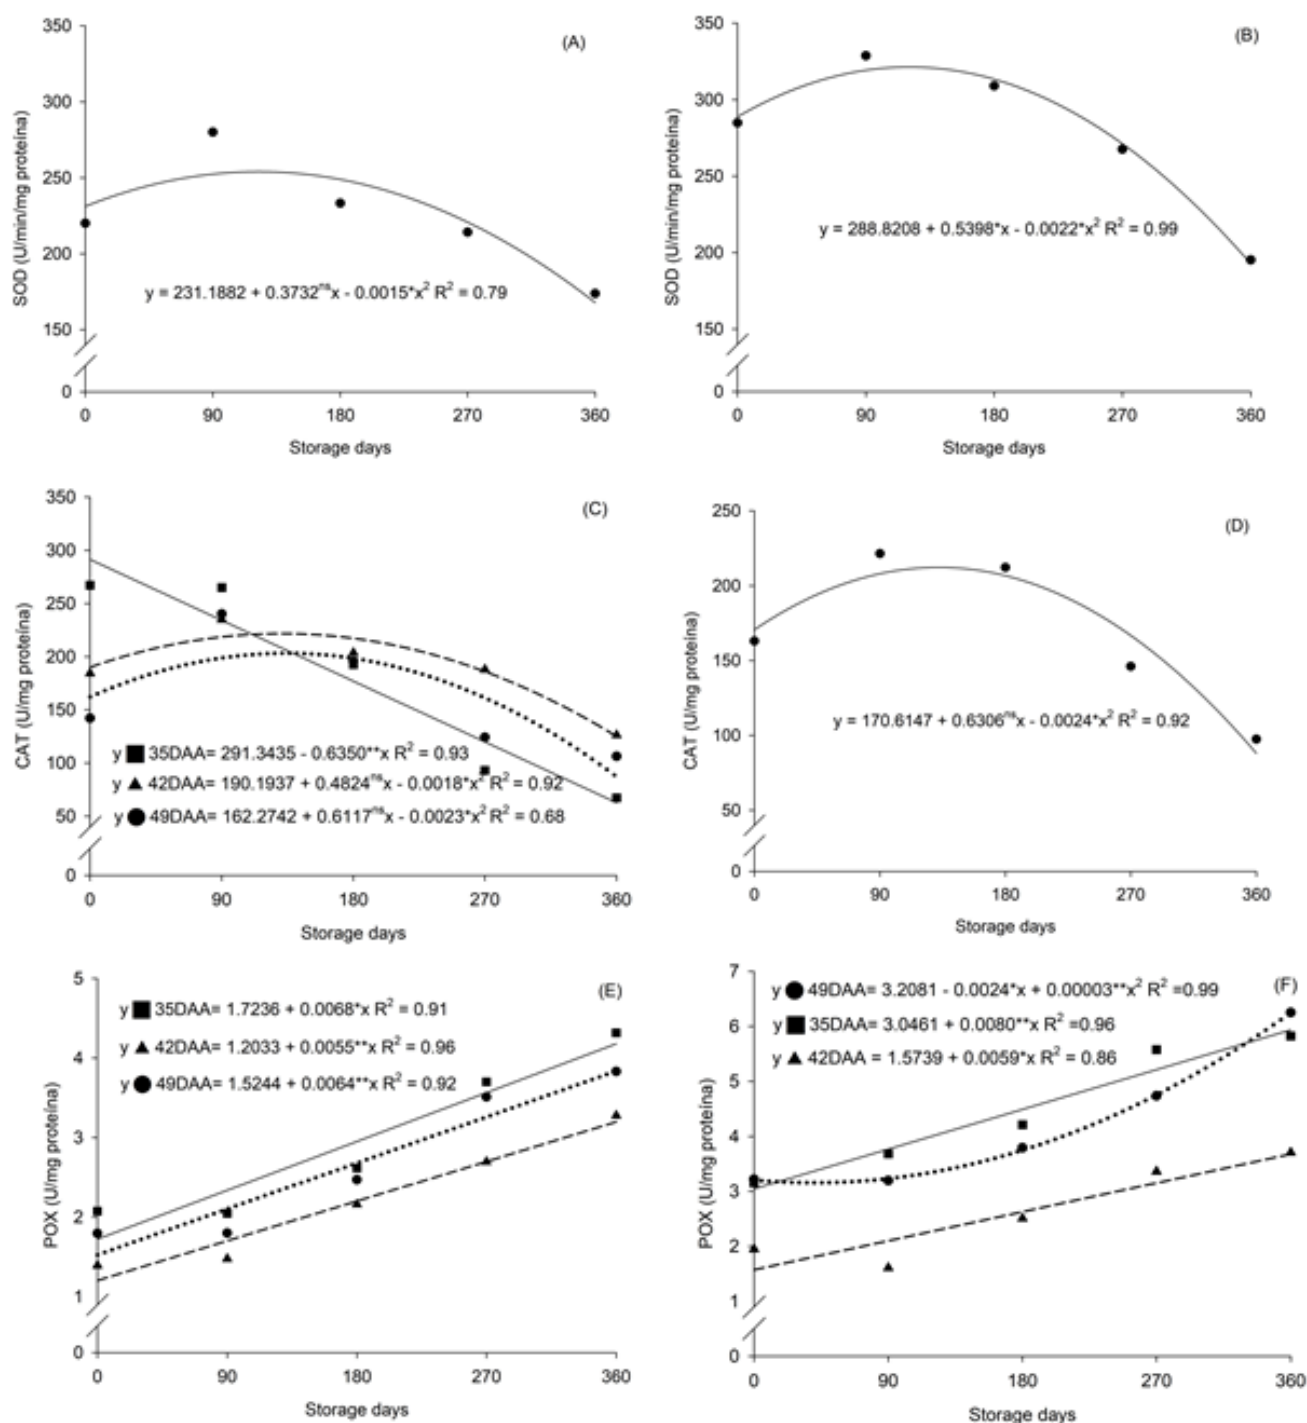 (A)
SOD (U/min/mg proteína)
350
300
250
200
150
0
y = 231.1882 + 0.3732ⁿˢx - 0.0015*x² R² = 0.79
0 90 180 270 360
Storage days
(B)
SOD (U/min/mg proteína)
350
300
250
200
150
0
y = 288.8208 + 0.5398*x - 0.0022*x² R² = 0.99
0 90 180 270 360
Storage days
(C)
CAT (U/mg proteína)
350
300
250
200
150
100
50
0
y ■ 35DAA= 291.3435 - 0.6350**x R² = 0.93
y ▲ 42DAA= 190.1937 + 0.4824ⁿˢx - 0.0018*x² R² = 0.92
y ● 49DAA= 162.2742 + 0.6117ⁿˢx - 0.0023*x² R² = 0.68
0 90 180 270 360
Storage days
(D)
CAT (U/mg proteína)
250
200
150
100
50
0
y = 170.6147 + 0.6306ⁿˢx - 0.0024*x² R² = 0.92
0 90 180 270 360
Storage days
(E)
POX (U/mg proteína)
5
4
3
2
1
0
y ■ 35DAA= 1.7236 + 0.0068*x R² = 0.91
y ▲ 42DAA= 1.2033 + 0.0055**x R² = 0.96
y ● 49DAA= 1.5244 + 0.0064**x R² = 0.92
0 90 180 270 360
Storage days
(F)
POX (U/mg proteína)
7
6
5
4
3
2
1
0
y ● 49DAA= 3.2081 - 0.0024*x + 0.00003**x² R² =0.99
y ■ 35DAA= 3.0461 + 0.0080**x R² =0.96
y ▲ 42DAA = 1.5739 + 0.0059*x R² = 0.86
0 90 180 270 360
Storage days